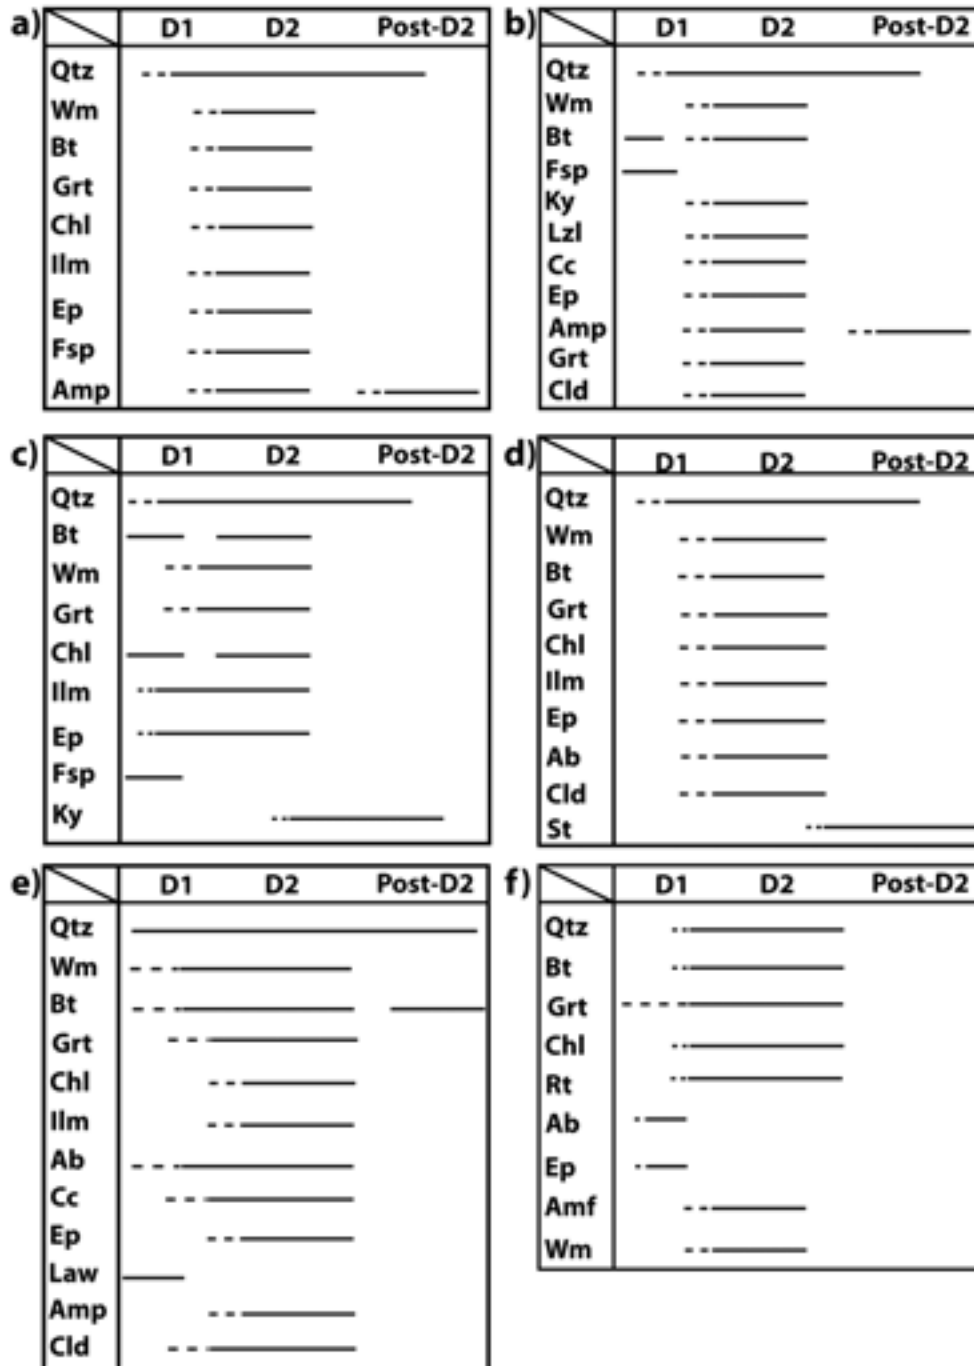 a) D1 D2 Post-D2
Qtz
Wm
Bt
Grt
Chl
Ilm
Ep
Fsp
Amp
b) D1 D2 Post-D2
Qtz
Wm
Bt
Fsp
Ky
Lzl
Cc
Ep
Amp
Grt
Cld
c) D1 D2 Post-D2
Qtz
Bt
Wm
Grt
Chl
Ilm
Ep
Fsp
Ky
d) D1 D2 Post-D2
Qtz
Wm
Bt
Grt
Chl
Ilm
Ep
Ab
Cld
St
e) D1 D2 Post-D2
Qtz
Wm
Bt
Grt
Chl
Ilm
Ab
Cc
Ep
Law
Amp
Cld
f) D1 D2 Post-D2
Qtz
Bt
Grt
Chl
Rt
Ab
Ep
Amf
Wm